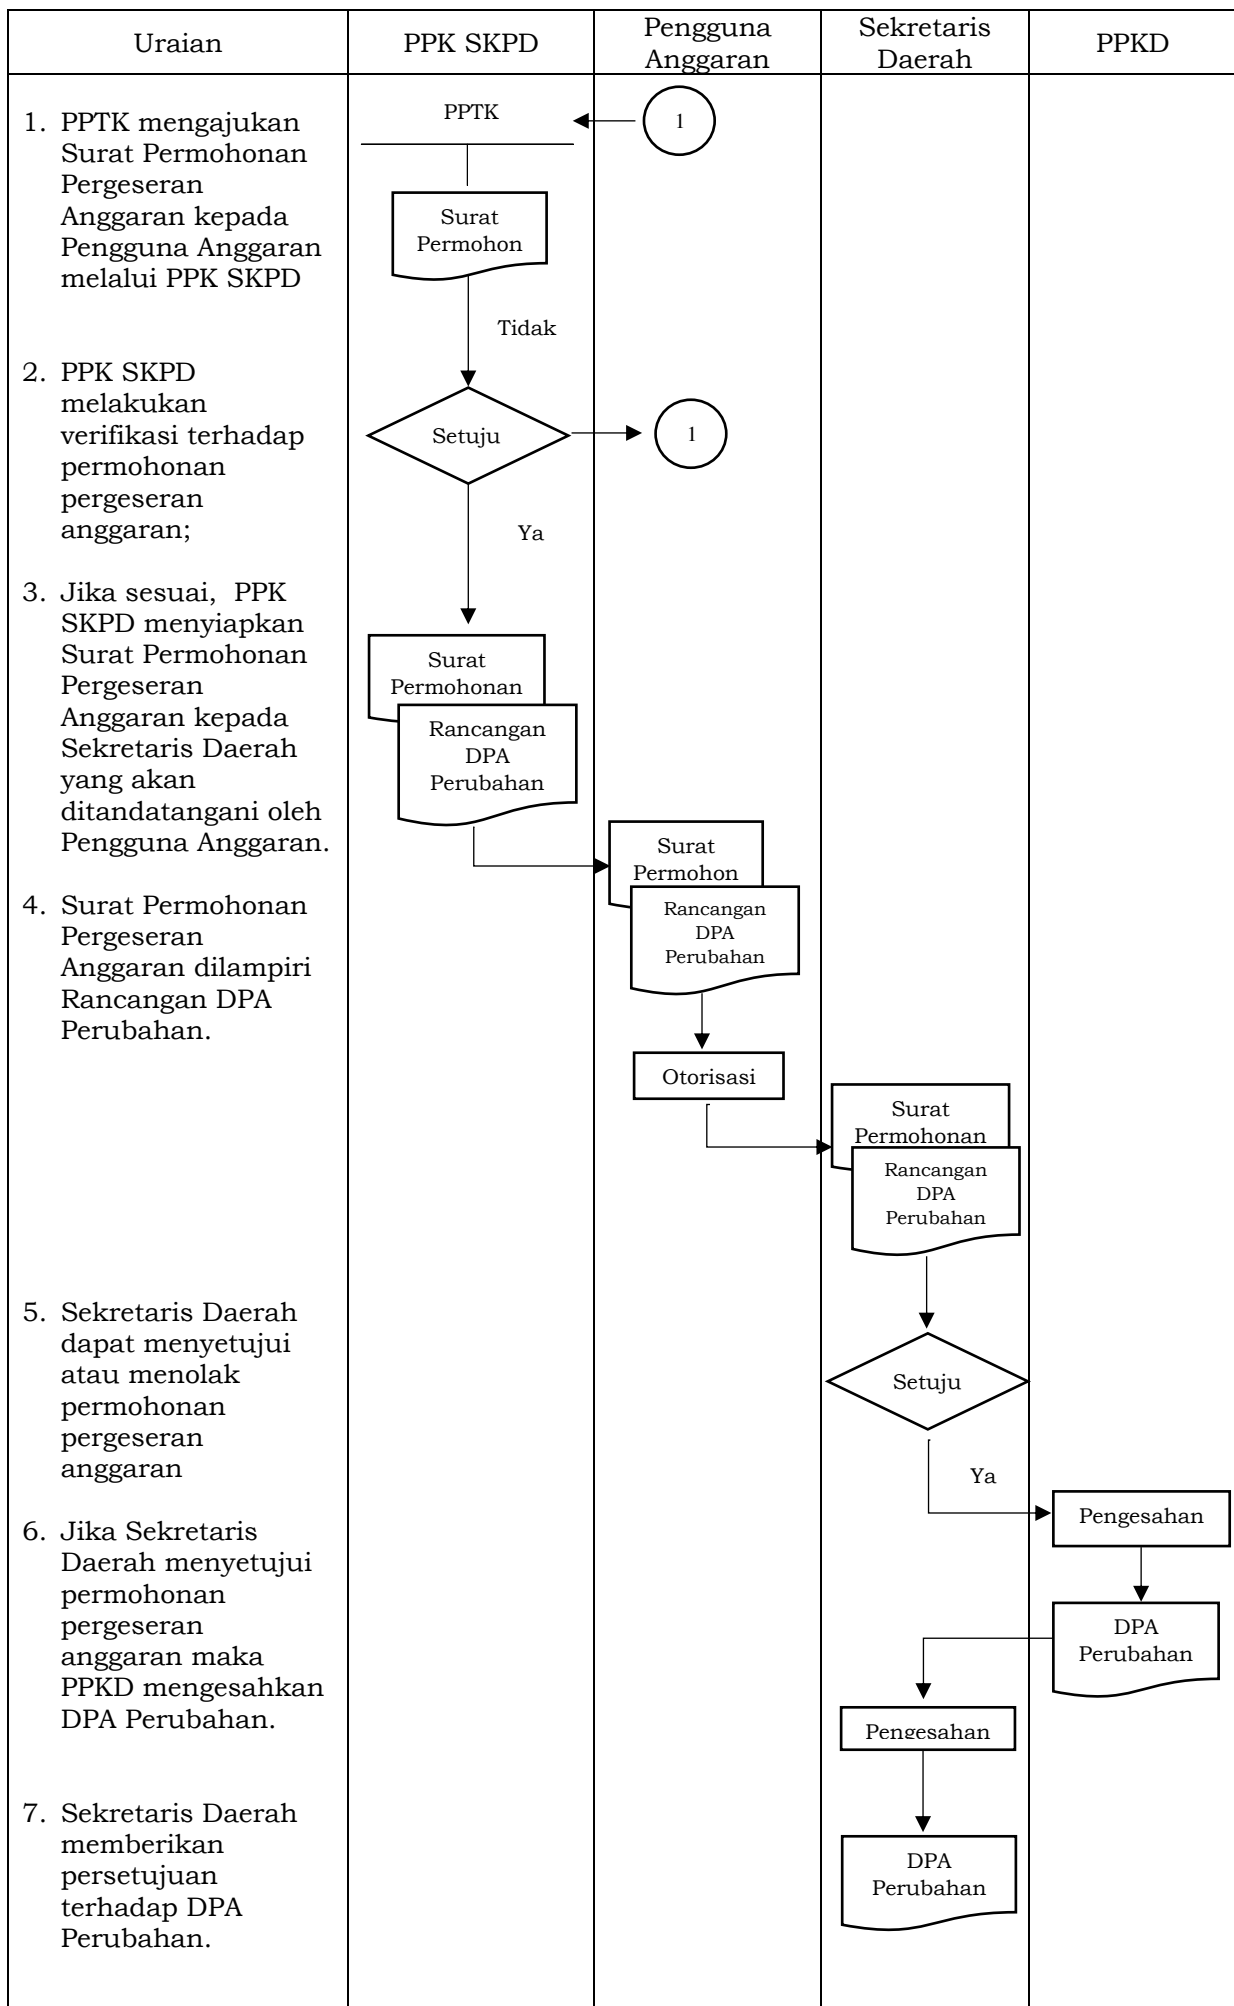 Uraian
PPK SKPD
Pengguna
Anggaran
Sekretaris
Daerah
PPKD
1. PPTK mengajukan
Surat Permohonan
Pergeseran
Anggaran kepada
Pengguna Anggaran
melalui PPK SKPD
2. PPK SKPD
melakukan
verifikasi terhadap
permohonan
pergeseran
anggaran;
3. Jika sesuai, PPK
SKPD menyiapkan
Surat Permohonan
Pergeseran
Anggaran kepada
Sekretaris Daerah
yang akan
ditandatangani oleh
Pengguna Anggaran.
4. Surat Permohonan
Pergeseran
Anggaran dilampiri
Rancangan DPA
Perubahan.
5. Sekretaris Daerah
dapat menyetujui
atau menolak
permohonan
pergeseran
anggaran
6. Jika Sekretaris
Daerah menyetujui
permohonan
pergeseran
anggaran maka
PPKD mengesahkan
DPA Perubahan.
7. Sekretaris Daerah
memberikan
persetujuan
terhadap DPA
Perubahan.
PPTK
1
Surat
Permohon
Tidak
Setuju
1
Ya
Surat
Permohonan
Rancangan
DPA
Perubahan
Surat
Permohon
Rancangan
DPA
Perubahan
Otorisasi
Surat
Permohonan
Rancangan
DPA
Perubahan
Setuju
Ya
Pengesahan
DPA
Perubahan
Pengesahan
DPA
Perubahan